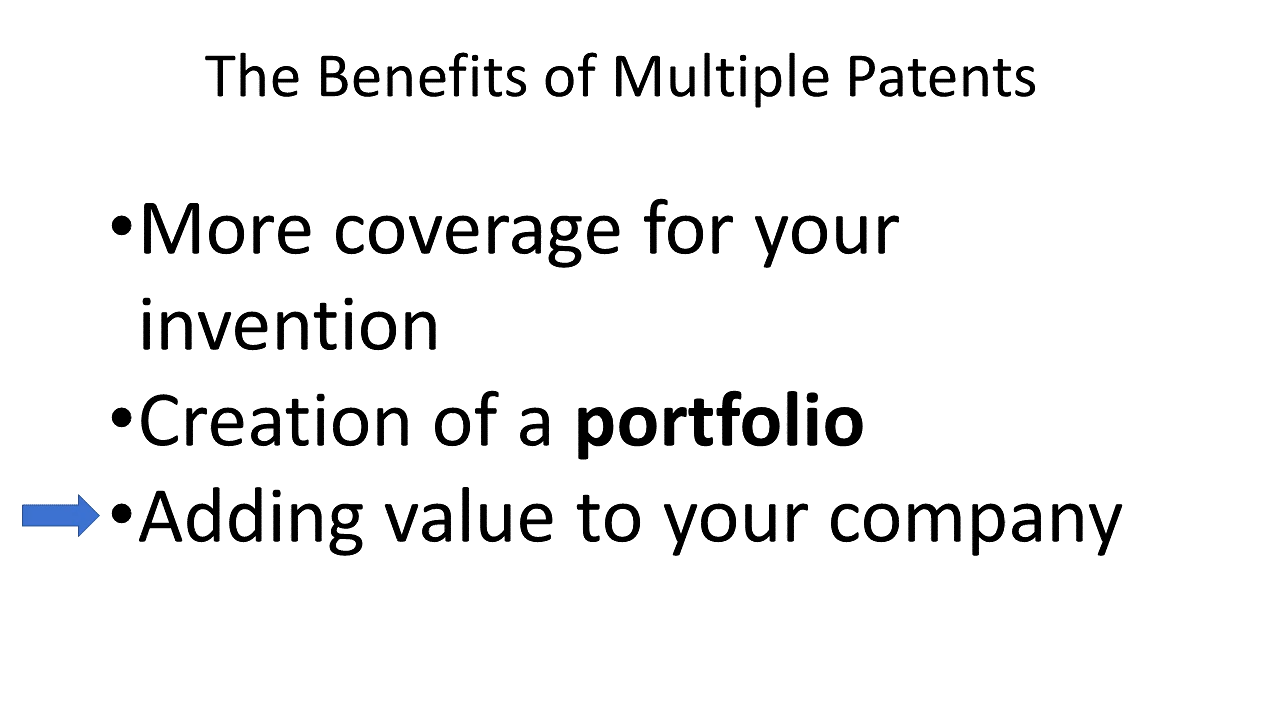 The Benefits of Multiple Patents
•More coverage for your
invention
•Creation of a portfolio
•Adding value to your company